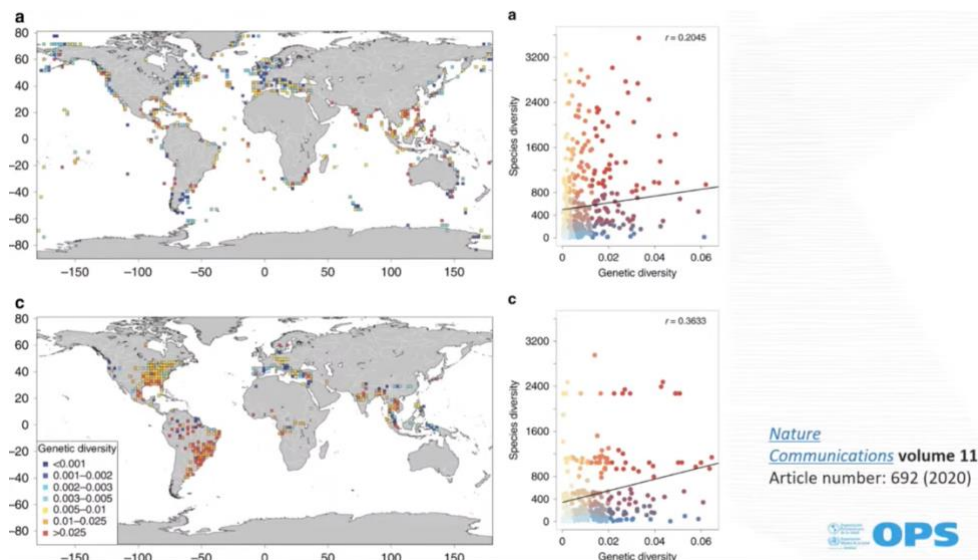 a
80
60
40
20
0
−20
−40
−60
−80
−150 −100 −50 0 50 100 150
a
r = 0.2045
Species diversity
3200
2400
1600
800
400
0
0 0.02 0.04 0.06
Genetic diversity
c
80
60
40
20
0
−20
−40
−60
−80
Genetic diversity
<0.001
0.001–0.002
0.002–0.003
0.003–0.005
0.005–0.01
0.01–0.025
>0.025
−150 −100 −50 0 50 100 150
c
r = 0.3633
Species diversity
3200
2400
1600
800
400
0
0 0.02 0.04 0.06
Genetic diversity
Nature
Communications volume 11
Article number: 692 (2020)
OPS